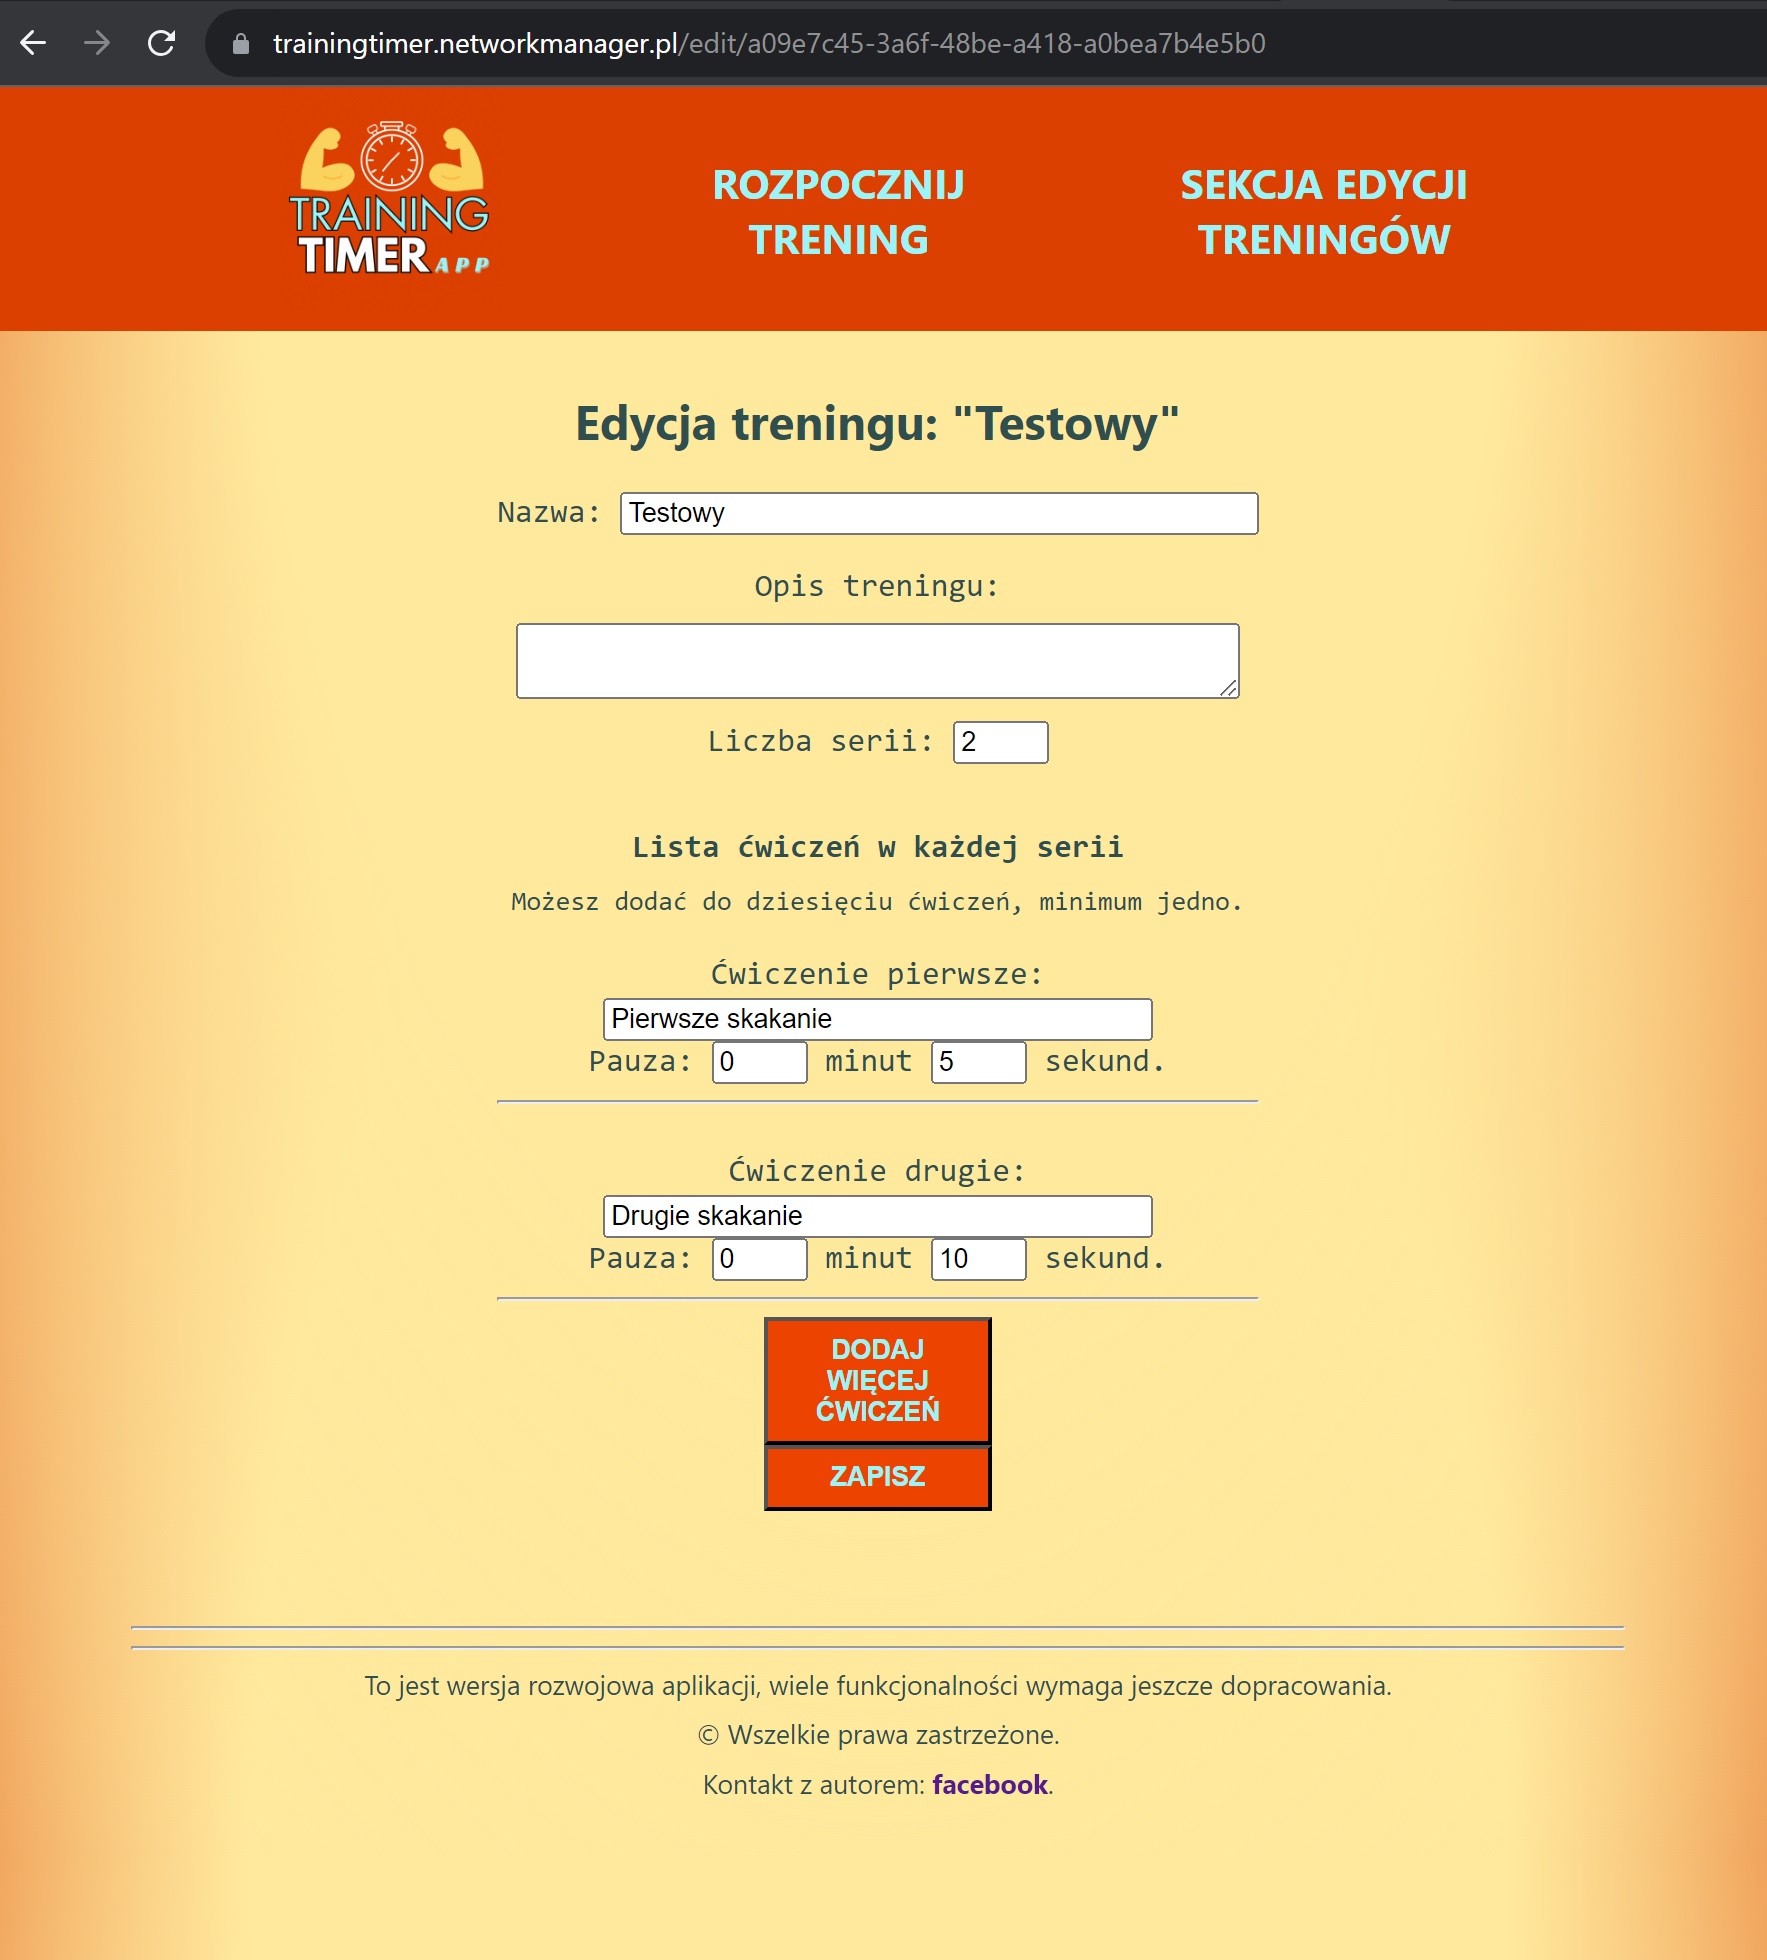 trainingtimer.networkmanager.pl/edit/a09e7c45-3a6f-48be-a418-a0bea7b4e5b0
TRAINING
TIMER APP
ROZPOCZNIJ
TRENING
SEKCJA EDYCJI
TRENINGÓW
Edycja treningu: "Testowy"
Nazwa: Testowy
Opis treningu:
Liczba serii: 2
Lista ćwiczeń w każdej serii
Możesz dodać do dziesięciu ćwiczeń, minimum jedno.
Ćwiczenie pierwsze:
Pierwsze skakanie
Pauza: 0 minut 5 sekund.
Ćwiczenie drugie:
Drugie skakanie
Pauza: 0 minut 10 sekund.
DODAJ
WIĘCEJ
ĆWICZEŃ
ZAPISZ
To jest wersja rozwojowa aplikacji, wiele funkcjonalności wymaga jeszcze dopracowania.
© Wszelkie prawa zastrzeżone.
Kontakt z autorem: facebook.